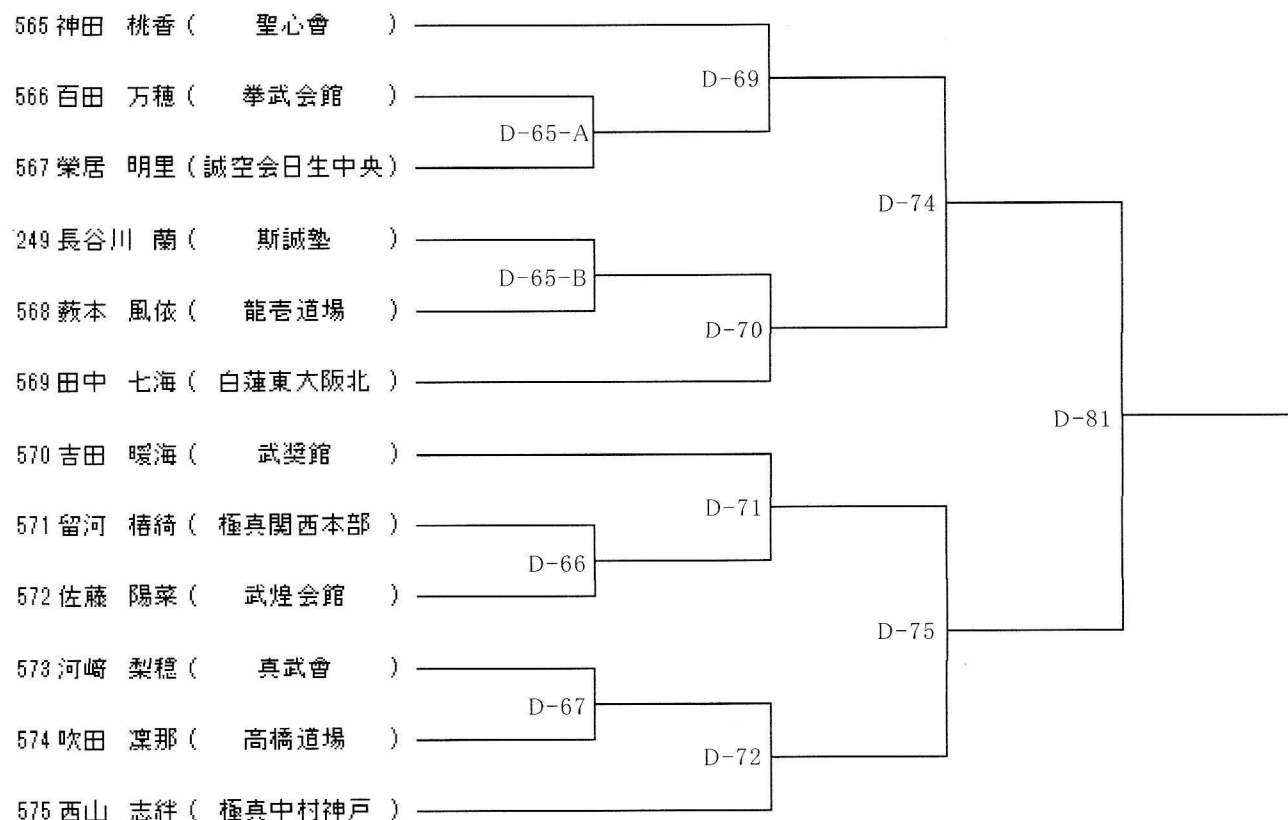 565 神田 桃香 ( 聖心會 )
D-69
566 百田 万穂 ( 拳武会館 )
D-65-A
567 榮居 明里 ( 誠空会日生中央 )
D-74
249 長谷川 蘭 ( 斯誠塾 )
D-65-B
568 薮本 風依 ( 龍壱道場 )
D-70
569 田中 七海 ( 白蓮東大阪北 )
D-81
570 吉田 暖海 ( 武奨館 )
D-71
571 留河 椿綺 ( 極真関西本部 )
D-66
572 佐藤 陽菜 ( 武煌会館 )
D-75
573 河﨑 梨穏 ( 真武會 )
D-67
574 吹田 凜那 ( 高橋道場 )
D-72
575 西山 志絆 ( 極真中村神戸 )